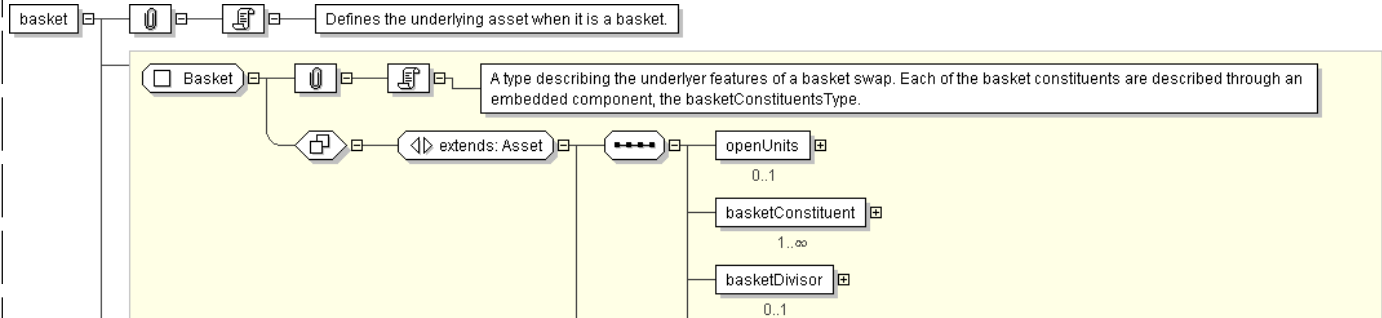 basket
Defines the underlying asset when it is a basket.
Basket
A type describing the underlyer features of a basket swap. Each of the basket constituents are described through an
embedded component, the basketConstituentsType.
extends: Asset
openUnits
0..1
basketConstituent
1..∞
basketDivisor
0..1